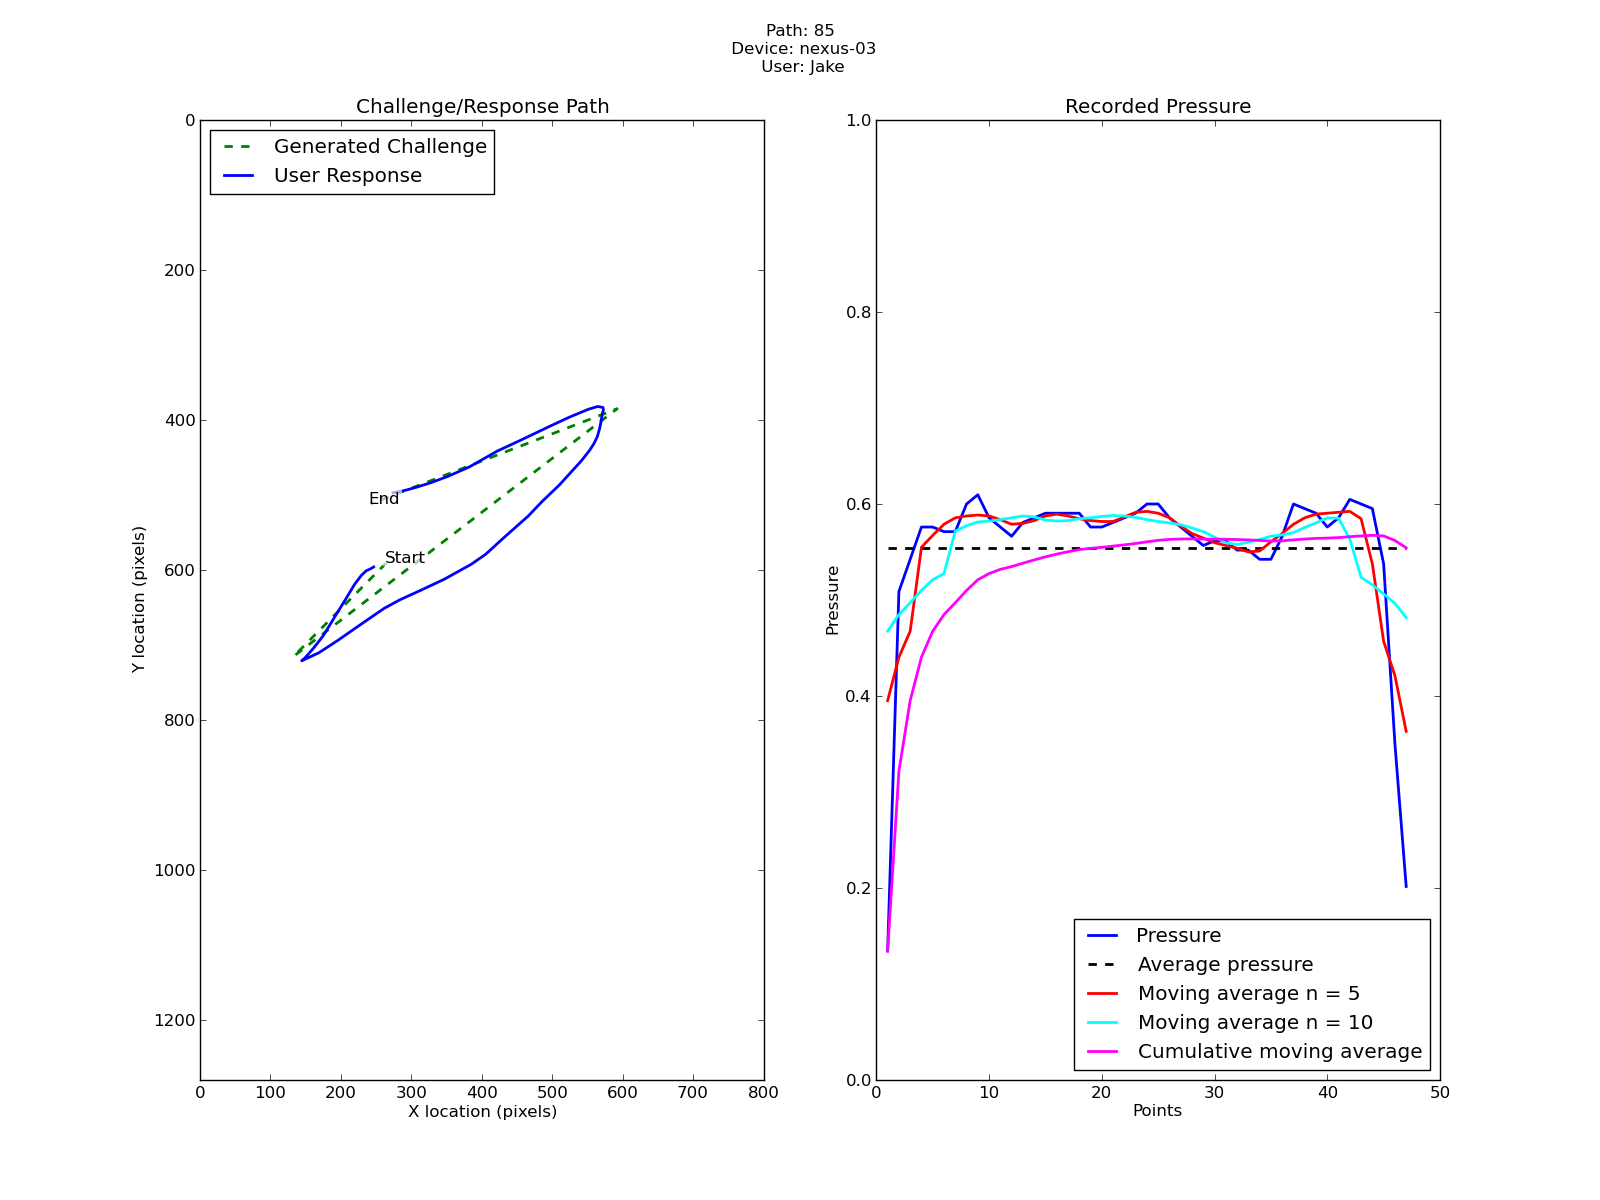 Path: 85
Device: nexus-03
User: Jake
Challenge/Response Path
Generated Challenge
User Response
0
200
400
600
800
1000
1200
Y location (pixels)
End
Start
0 100 200 300 400 500 600 700 800
X location (pixels)
Recorded Pressure
1.0
0.8
0.6
0.4
0.2
0.0
Pressure
Pressure
Average pressure
Moving average n = 5
Moving average n = 10
Cumulative moving average
0 10 20 30 40 50
Points